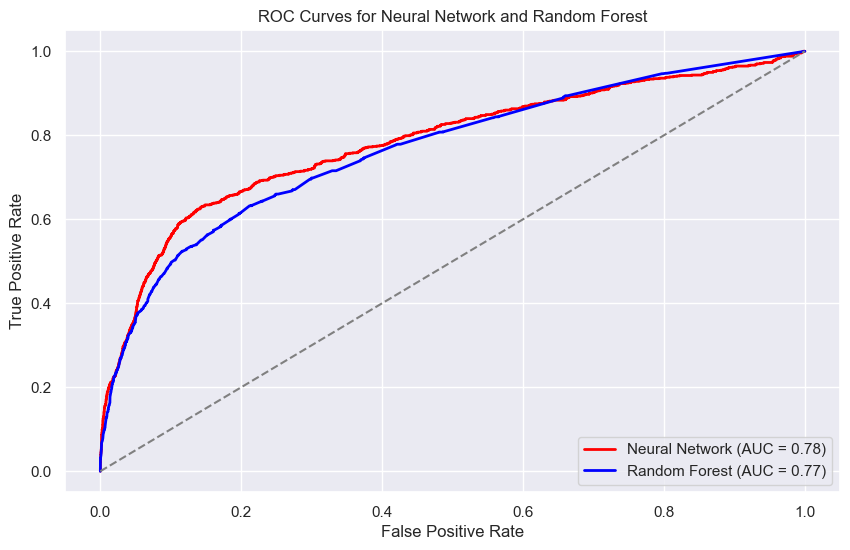 ROC Curves for Neural Network and Random Forest
True Positive Rate
1.0
0.8
0.6
0.4
0.2
0.0
0.0 0.2 0.4 0.6 0.8 1.0
False Positive Rate
Neural Network (AUC = 0.78)
Random Forest (AUC = 0.77)